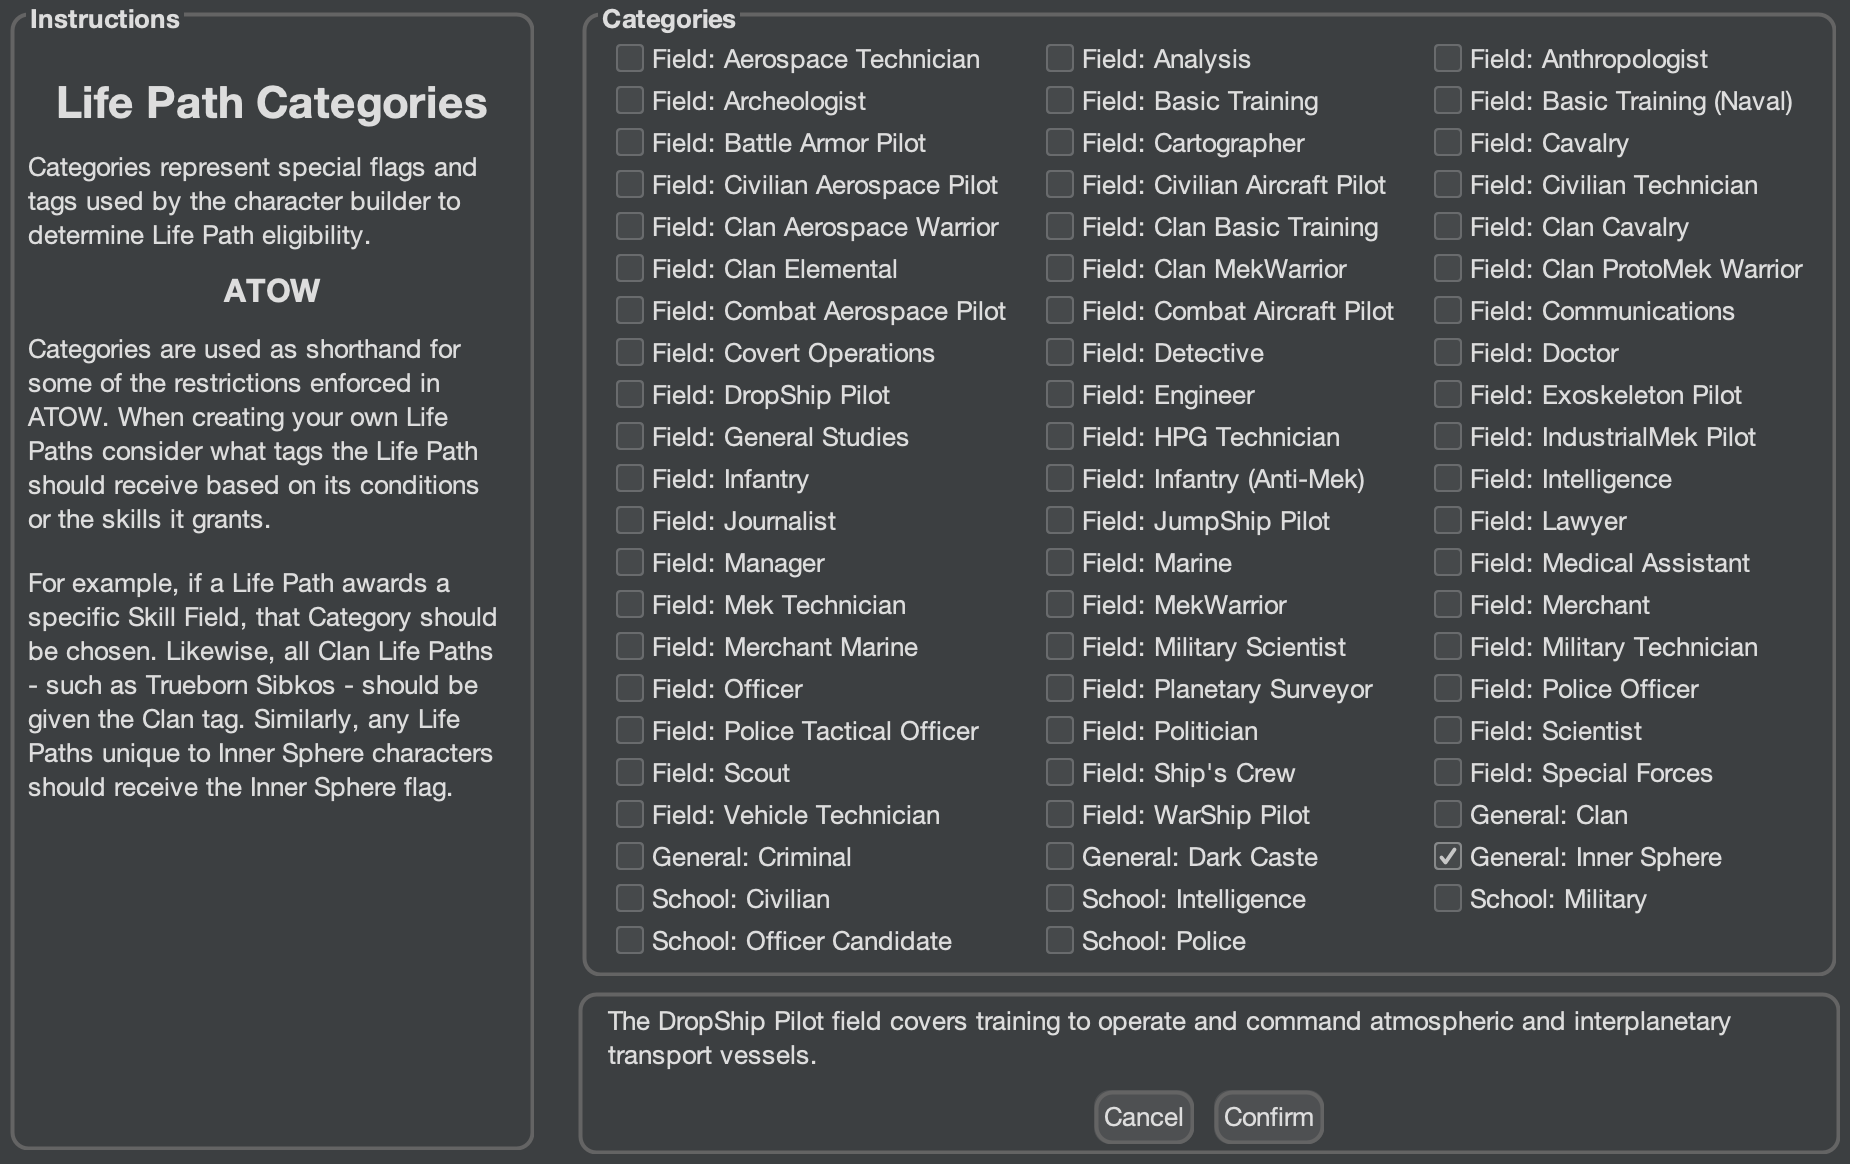 Instructions
Life Path Categories
Categories represent special flags and
tags used by the character builder to
determine Life Path eligibility.
ATOW
Categories are used as shorthand for
some of the restrictions enforced in
ATOW. When creating your own Life
Paths consider what tags the Life Path
should receive based on its conditions
or the skills it grants.
For example, if a Life Path awards a
specific Skill Field, that Category should
be chosen. Likewise, all Clan Life Paths
- such as Trueborn Sibkos - should be
given the Clan tag. Similarly, any Life
Paths unique to Inner Sphere characters
should receive the Inner Sphere flag.
Categories
Field: Aerospace Technician Field: Analysis Field: Anthropologist
Field: Archeologist Field: Basic Training Field: Basic Training (Naval)
Field: Battle Armor Pilot Field: Cartographer Field: Cavalry
Field: Civilian Aerospace Pilot Field: Civilian Aircraft Pilot Field: Civilian Technician
Field: Clan Aerospace Warrior Field: Clan Basic Training Field: Clan Cavalry
Field: Clan Elemental Field: Clan MekWarrior Field: Clan ProtoMek Warrior
Field: Combat Aerospace Pilot Field: Combat Aircraft Pilot Field: Communications
Field: Covert Operations Field: Detective Field: Doctor
Field: DropShip Pilot Field: Engineer Field: Exoskeleton Pilot
Field: General Studies Field: HPG Technician Field: IndustrialMek Pilot
Field: Infantry Field: Infantry (Anti-Mek) Field: Intelligence
Field: Journalist Field: JumpShip Pilot Field: Lawyer
Field: Manager Field: Marine Field: Medical Assistant
Field: Mek Technician Field: MekWarrior Field: Merchant
Field: Merchant Marine Field: Military Scientist Field: Military Technician
Field: Officer Field: Planetary Surveyor Field: Police Officer
Field: Police Tactical Officer Field: Politician Field: Scientist
Field: Scout Field: Ship's Crew Field: Special Forces
Field: Vehicle Technician Field: WarShip Pilot General: Clan
General: Criminal General: Dark Caste General: Inner Sphere
School: Civilian School: Intelligence School: Military
School: Officer Candidate School: Police
The DropShip Pilot field covers training to operate and command atmospheric and interplanetary
transport vessels.
Cancel Confirm